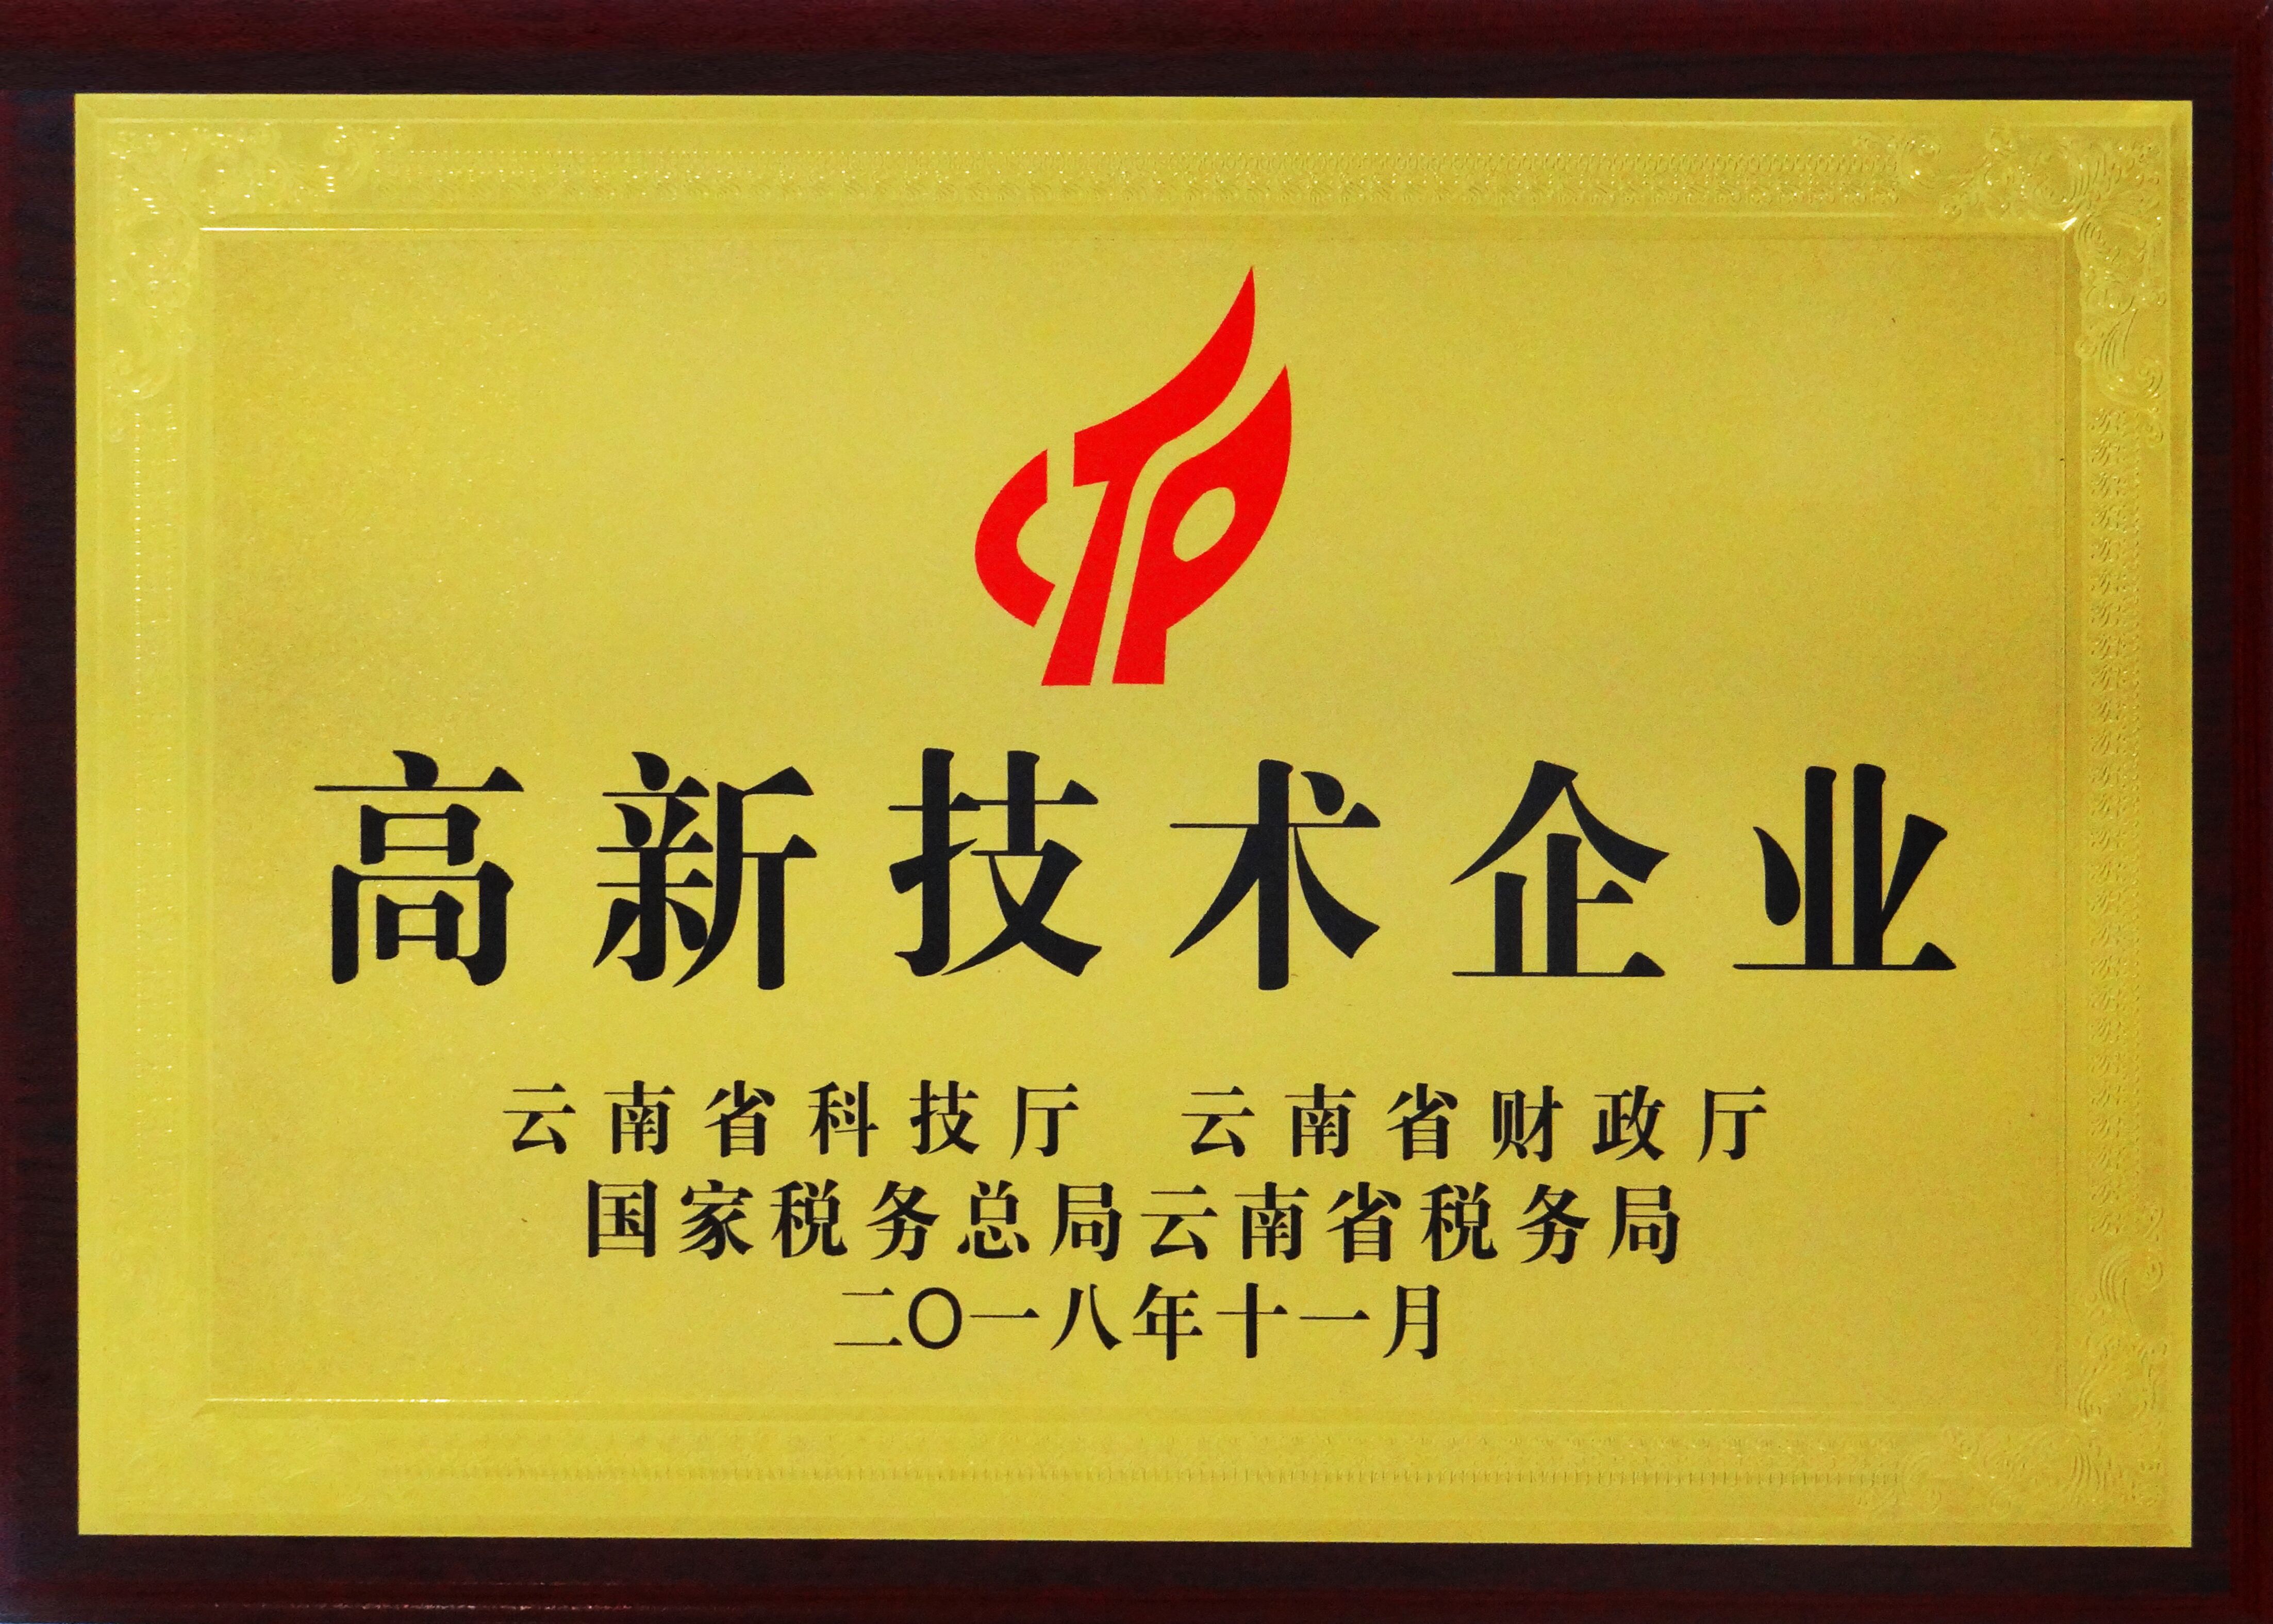 CTP
高新技术企业
云南省科技厅 云南省财政厅
国家税务总局云南省税务局
二〇一八年十一月